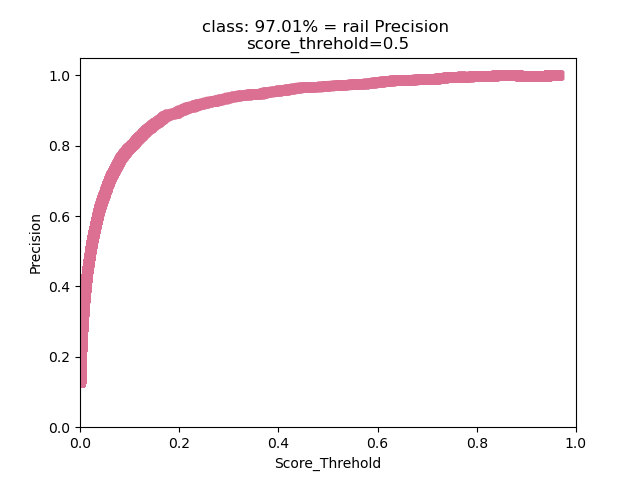 class: 97.01% = rail Precision
score_threhold=0.5
1.0
0.8
0.6
0.4
0.2
0.0
Precision
0.0 0.2 0.4 0.6 0.8 1.0
Score_Threhold